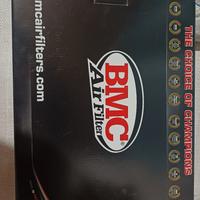 THE CHOICE OF CHAMPIONS
BMC
Air Filter
mcairfilters.com